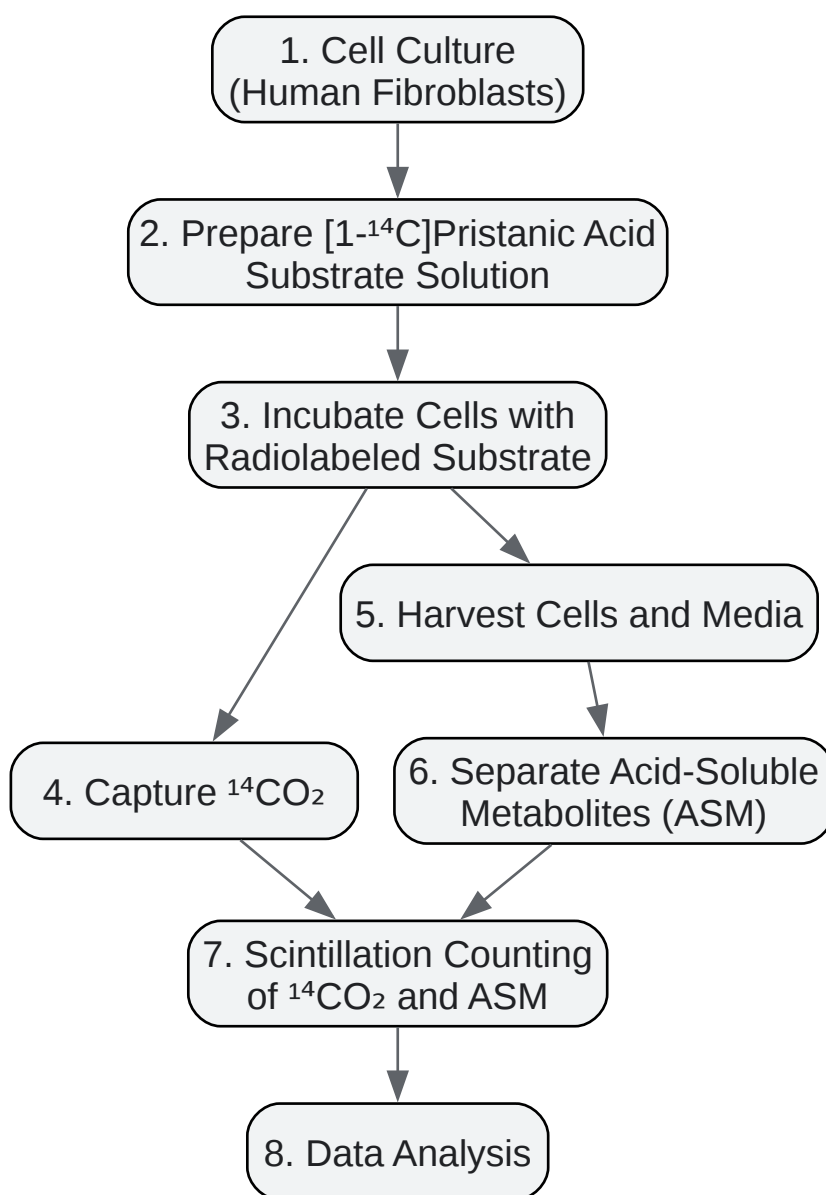 1. Cell Culture
(Human Fibroblasts)
2. Prepare [1-¹⁴C]Pristanic Acid
Substrate Solution
3. Incubate Cells with
Radiolabeled Substrate
5. Harvest Cells and Media
4. Capture ¹⁴CO₂
6. Separate Acid-Soluble
Metabolites (ASM)
7. Scintillation Counting
of ¹⁴CO₂ and ASM
8. Data Analysis